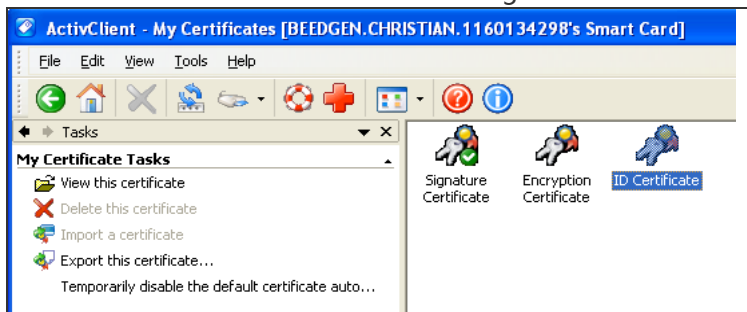 ActivClient - My Certificates [BEEDGEN.CHRISTIAN.1160134298's Smart Card]
File Edit View Tools Help
Tasks
My Certificate Tasks
View this certificate
Delete this certificate
Import a certificate
Export this certificate...
Temporarily disable the default certificate auto...
Signature Certificate
Encryption Certificate
ID Certificate